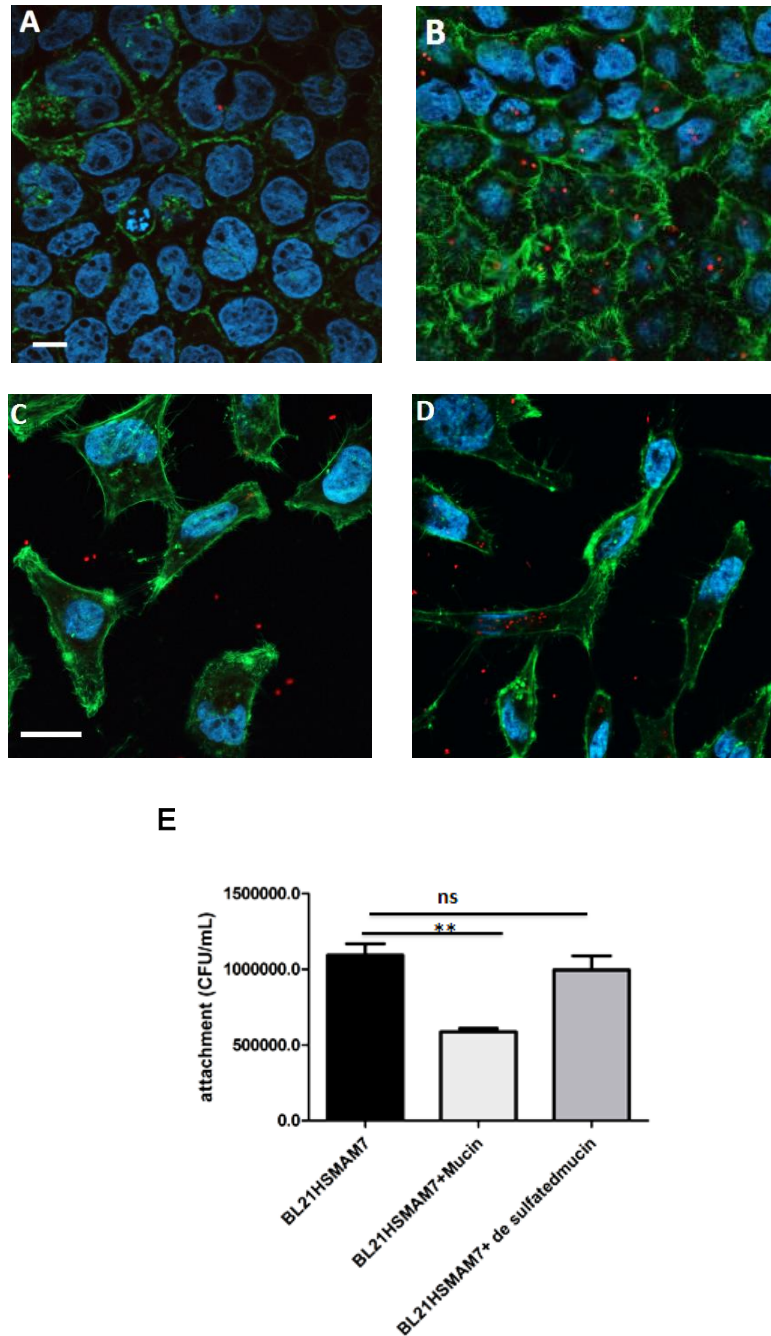 A
B
C
D
E
ns
**
1500000.0
1000000.0
500000.0
0.0
attachment (CFU/mL)
BL21HSMAM7
BL21HSMAM7+Mucin
BL21HSMAM7+ de sulfatedmucin